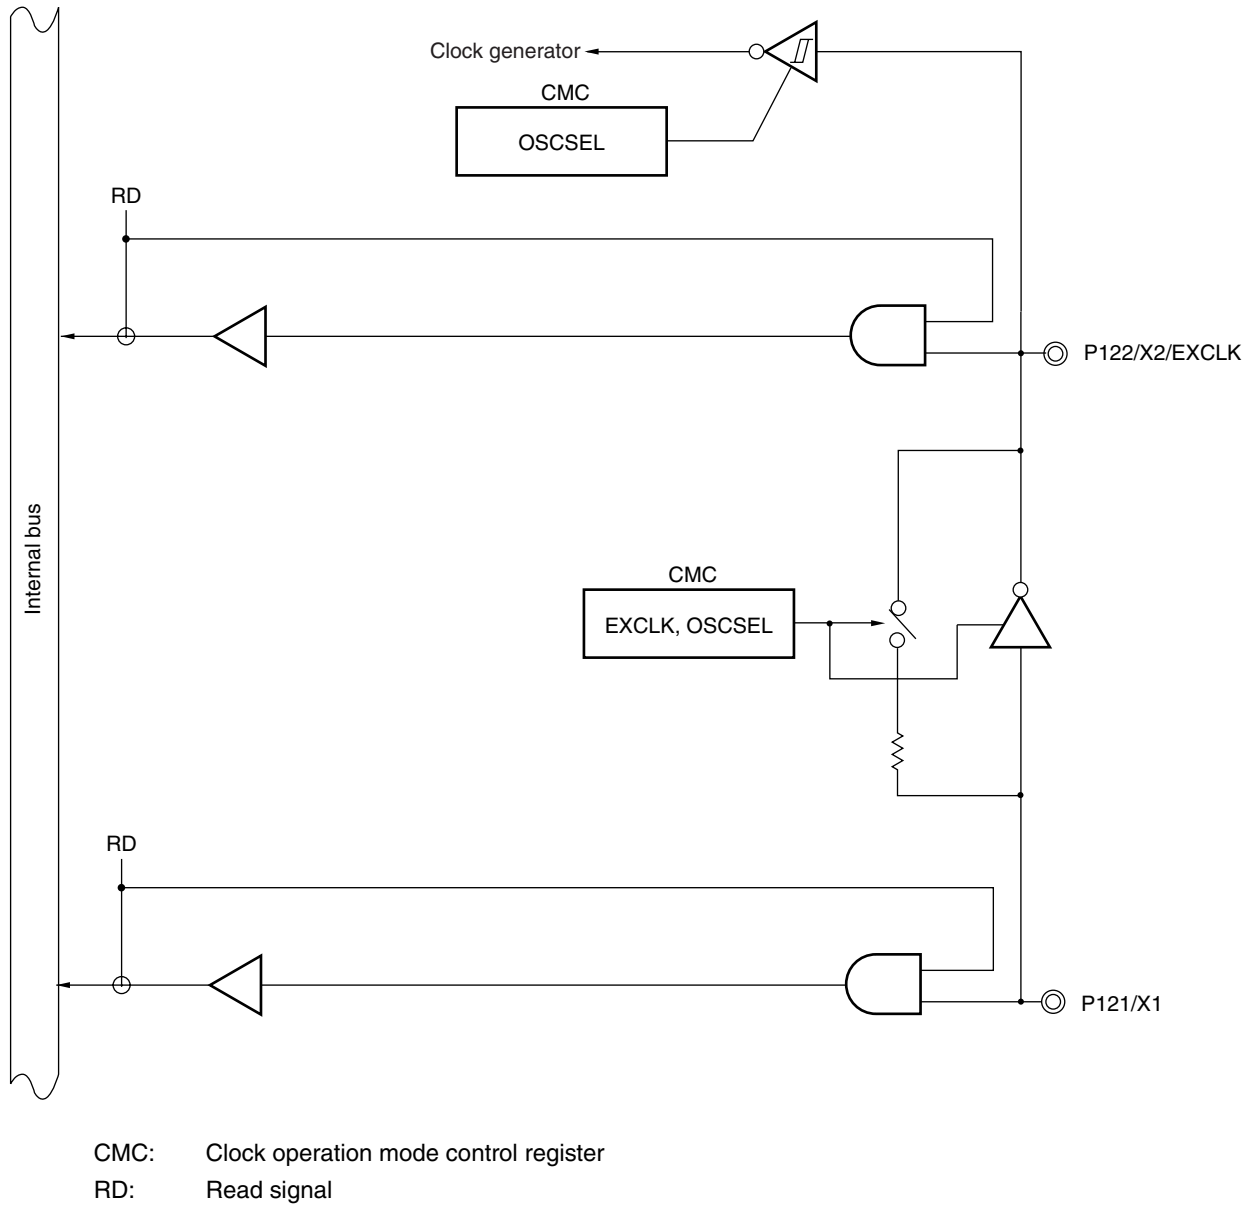 Clock generator
CMC
OSCSEL
RD
P122/X2/EXCLK
Internal bus
CMC
EXCLK, OSCSEL
RD
P121/X1
CMC: Clock operation mode control register
RD: Read signal